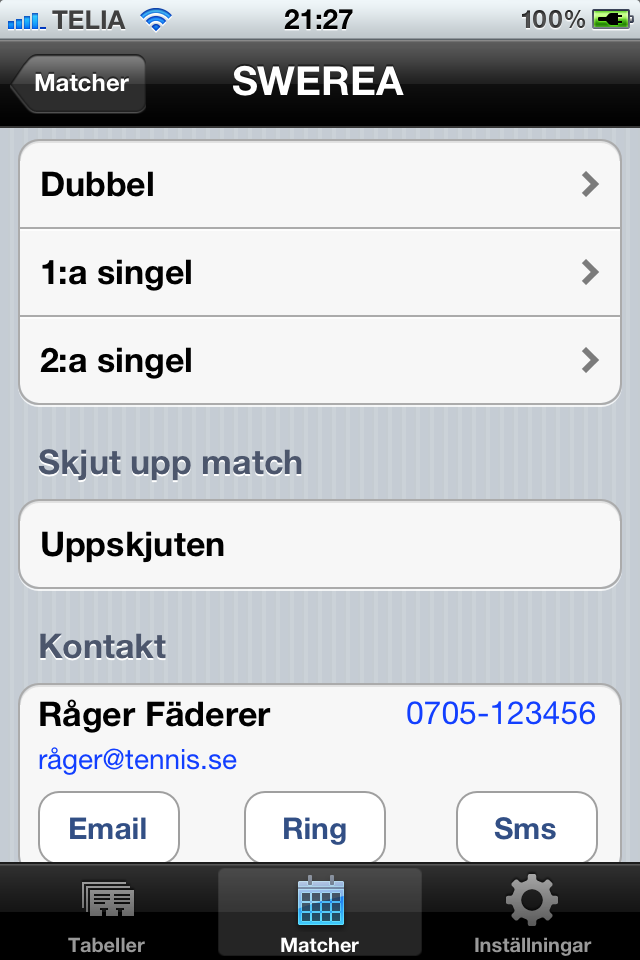 TELIA 21:27 100%
Matcher SWEREA
Dubbel
1:a singel
2:a singel
Skjut upp match
Uppskjuten
Kontakt
Råger Fäderer 0705-123456
råger@tennis.se
Email Ring Sms
Tabeller Matcher Inställningar